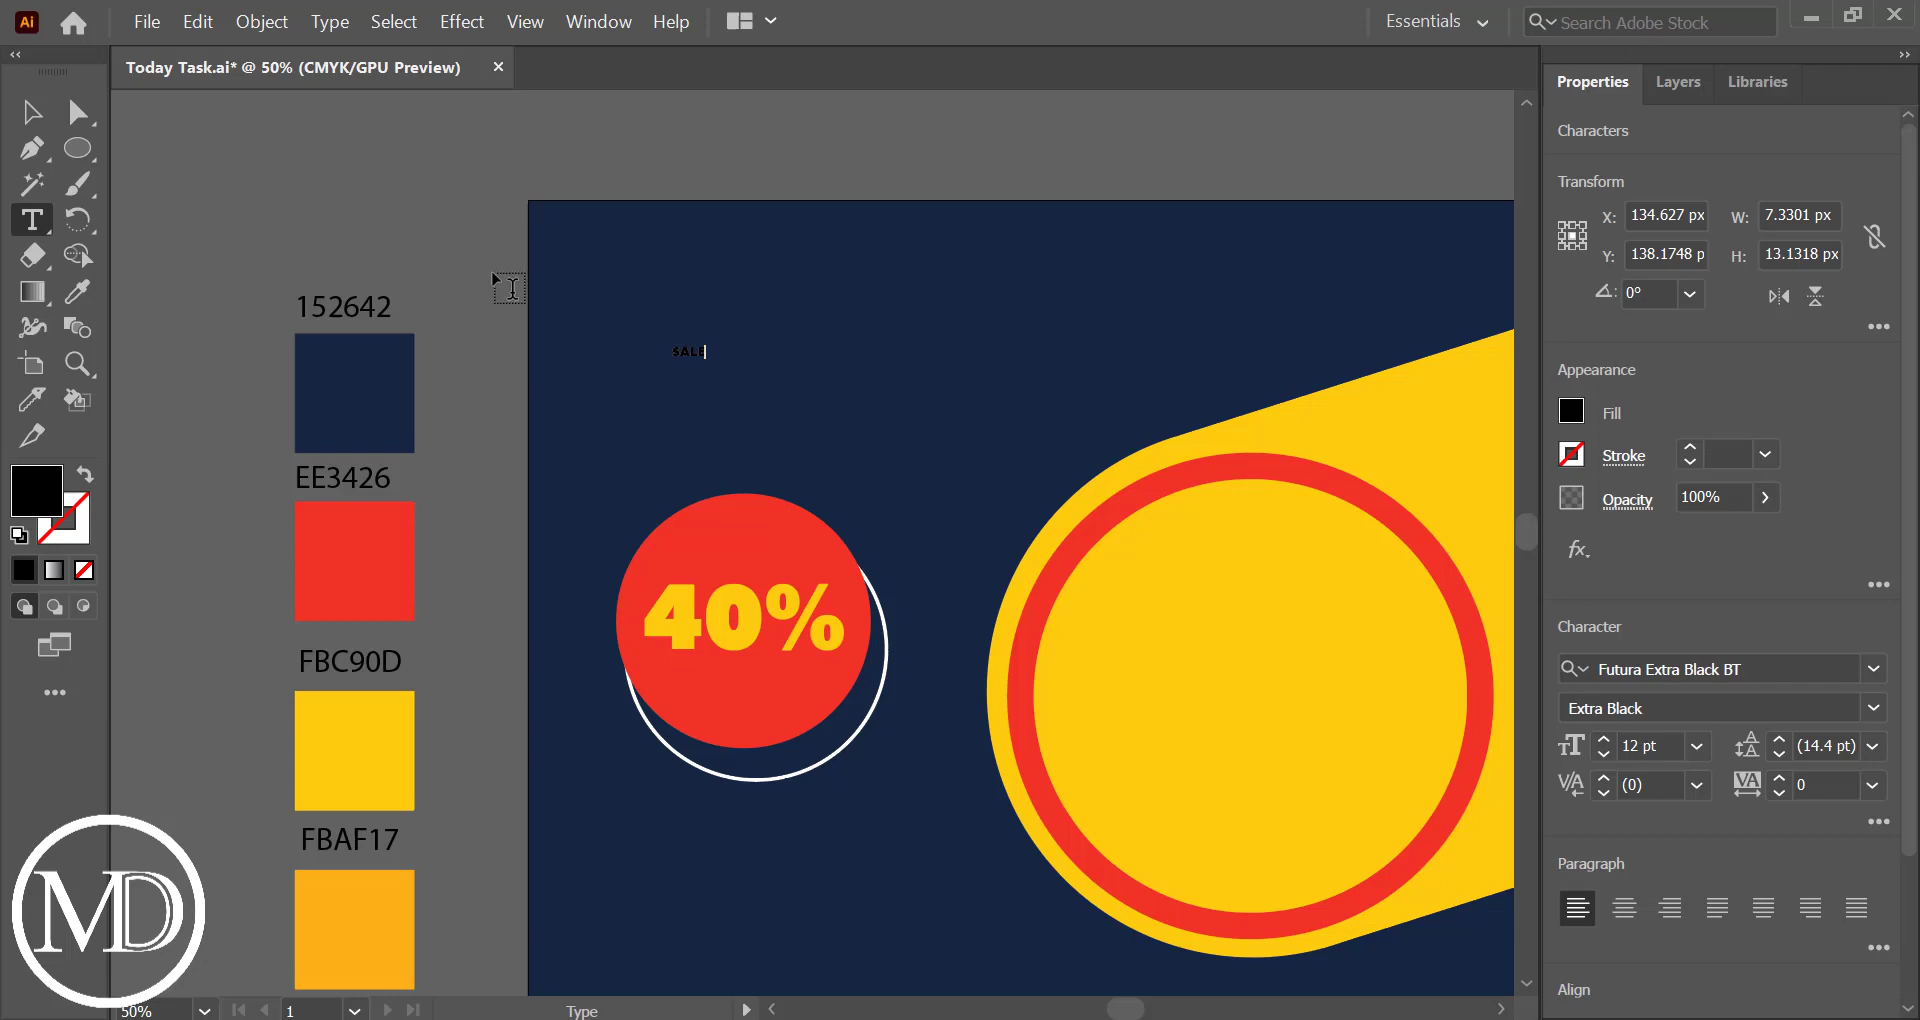 Ai File Edit Object Type Select Effect View Window Help Essentials Search Adobe Stock
Today Task.ai* @ 50% (CMYK/GPU Preview) ×
Properties Layers Libraries
Characters
Transform
X: 134.627 px W: 7.3301 px
Y: 138.1748 p H: 13.1318 px
0°
Appearance
Fill
Stroke
Opacity 100%
fx.
Character
Futura Extra Black BT
Extra Black
12 pt (14.4 pt)
(0) 0
Paragraph
Align
152642
EE3426
FBC90D
FBAF17
SALE
40%
MD
50% 1 Type